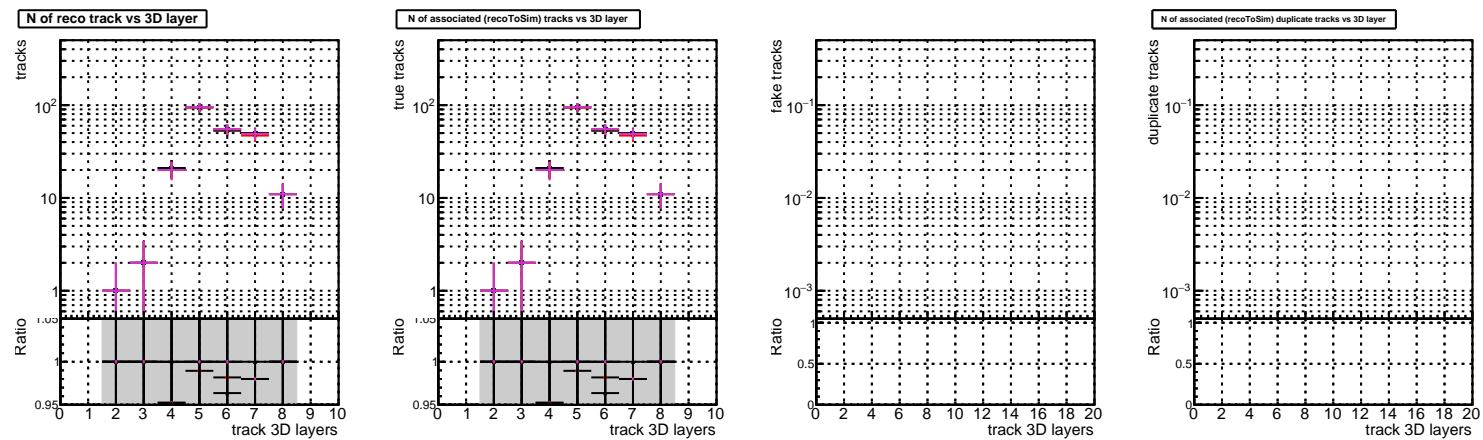 N of reco track vs 3D layer
tracks
10²
10
1
Ratio
1.05
1
0.95
0 1 2 3 4 5 6 7 8 9 10
track 3D layers
N of associated (recoToSim) tracks vs 3D layer
true tracks
10²
10
1
Ratio
1.05
1
0.95
0 1 2 3 4 5 6 7 8 9 10
track 3D layers
fake tracks
10⁻¹
10⁻²
10⁻³
Ratio
1
0.5
0
0 2 4 6 8 10 12 14 16 18 20
track 3D layers
N of associated (recoToSim) duplicate tracks vs 3D layer
duplicate tracks
10⁻¹
10⁻²
10⁻³
Ratio
1
0.5
0
0 2 4 6 8 10 12 14 16 18 20
track 3D layers